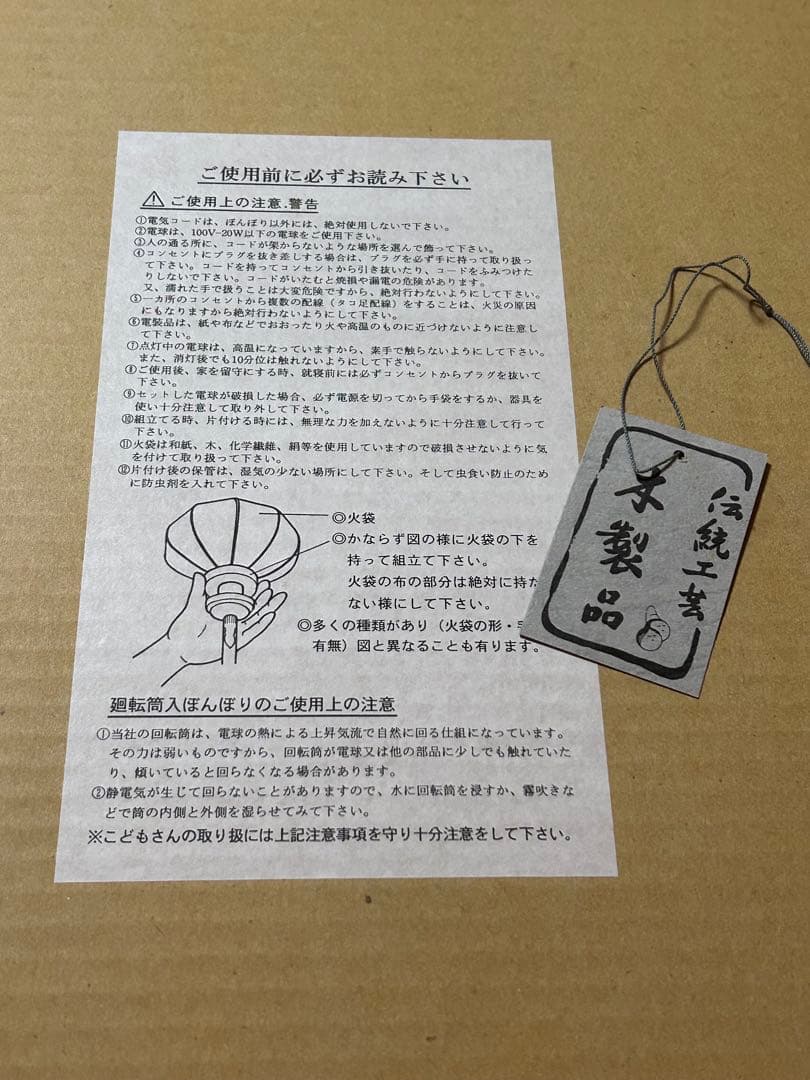 ご使用前に必ずお読み下さい
ご使用上の注意.警告
①電気コードは、ぼんぼり以外には、絶対使用しないで下さい。
②電球は、100V-20W以下の電球をご使用下さい。
③人の通る所に、コードが架からないような場所を選んで飾って下さい。
④コンセントにプラグを抜き差しする場合は、プラグを必ず手に持って取り扱っ
て下さい。コードを持ってコンセントから引き抜いたり、コードをふみつけた
りしないで下さい。コードがいたむと焼損や漏電の危険があります。
又、濡れた手で扱うことは大変危険ですから、絶対行わないようにして下さい。
⑤一カ所のコンセントから複数の配線（タコ足配線）をすることは、火災の原因
にもなりますから絶対行わないようにして下さい。
⑥電製品は、紙や布などでおおったり火や高温のものに近づけないように注意し
て下さい。
⑦点灯中の電球は、高温になっていますから、素手で触らないようにして下さい。
また、消灯後でも10分位は触れないようにして下さい。
⑧ご使用後、家を留守にする時、就寝前には必ずコンセントからプラグを抜いて
下さい。
⑨セットした電球が破損した場合、必ず電源を切ってから手袋をするか、器具を
使い十分注意して取り外して下さい。
⑩組立てる時、片付ける時には、無理な力を加えないように十分注意して行って
下さい。
⑪火袋は和紙、木、化学繊維、絹等を使用していますので破損させないように気
を付けて取り扱って下さい。
⑫片付け後の保管は、湿気の少ない場所にして下さい。そして虫食い防止のため
に防虫剤を入れて下さい。
◎火袋
◎かならず図の様に火袋の下を
持って組立て下さい。
火袋の布の部分は絶対に持た
ない様にして下さい。
◎多くの種類があり（火袋の形・
有無）図と異なることも有ります。
廻転筒入ぼんぼりのご使用上の注意
①当社の回転筒は、電球の熱による上昇気流で自然に回る仕組になっています。
その力は弱いものですから、回転筒が電球又は他の部品に少しでも触れていた
り、傾いていると回らなくなる場合があります。
②静電気が生じて回らないことがありますので、水に回転筒を浸すか、霧吹きな
どで筒の内側と外側を湿らせてみて下さい。
※こどもさんの取り扱には上記注意事項を守り十分注意をして下さい。
伝統工芸
木製品